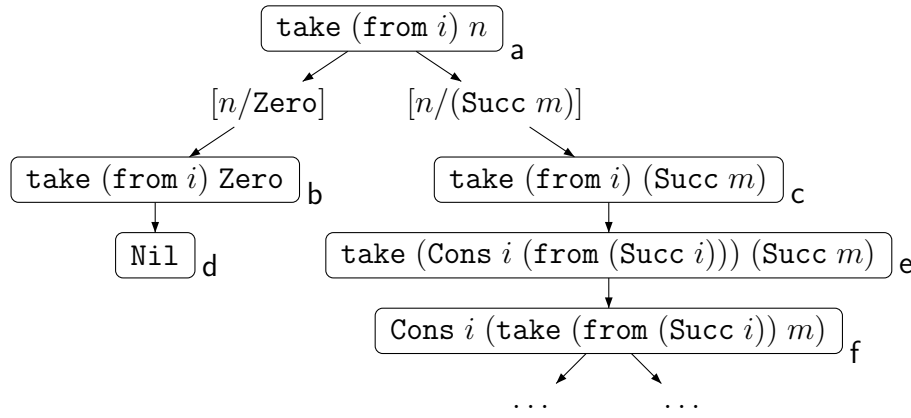 take (from i) n
a
[n/Zero] [n/(Succ m)]
take (from i) Zero
b
take (from i) (Succ m)
c
Nil
d
take (Cons i (from (Succ i))) (Succ m)
e
Cons i (take (from (Succ i)) m)
f
... ...